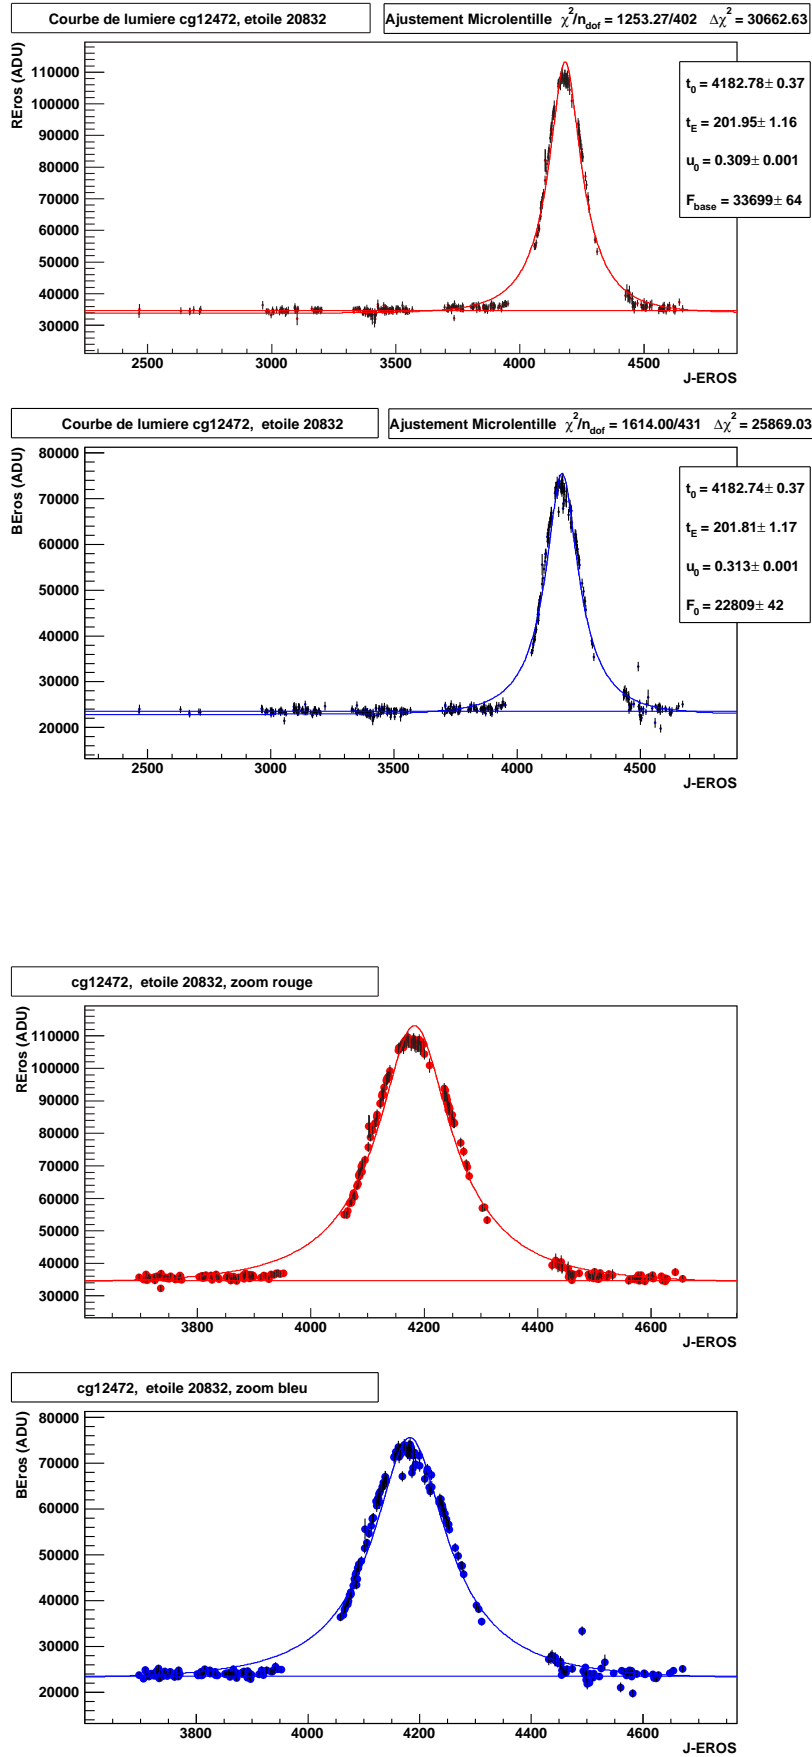 Courbe de lumiere cg12472, etoile 20832
Ajustement Microlentille χ²/n_dof = 1253.27/402 Δχ² = 30662.63
REros (ADU)
110000
100000
90000
80000
70000
60000
50000
40000
30000
t_0 = 4182.78± 0.37
t_E = 201.95± 1.16
u_0 = 0.309± 0.001
F_base = 33699± 64
2500 3000 3500 4000 4500
J-EROS
Courbe de lumiere cg12472, etoile 20832
Ajustement Microlentille χ²/n_dof = 1614.00/431 Δχ² = 25869.03
BEros (ADU)
80000
70000
60000
50000
40000
30000
20000
t_0 = 4182.74± 0.37
t_E = 201.81± 1.17
u_0 = 0.313± 0.001
F_0 = 22809± 42
2500 3000 3500 4000 4500
J-EROS
cg12472, etoile 20832, zoom rouge
REros (ADU)
110000
100000
90000
80000
70000
60000
50000
40000
30000
3800 4000 4200 4400 4600
J-EROS
cg12472, etoile 20832, zoom bleu
BEros (ADU)
80000
70000
60000
50000
40000
30000
20000
3800 4000 4200 4400 4600
J-EROS